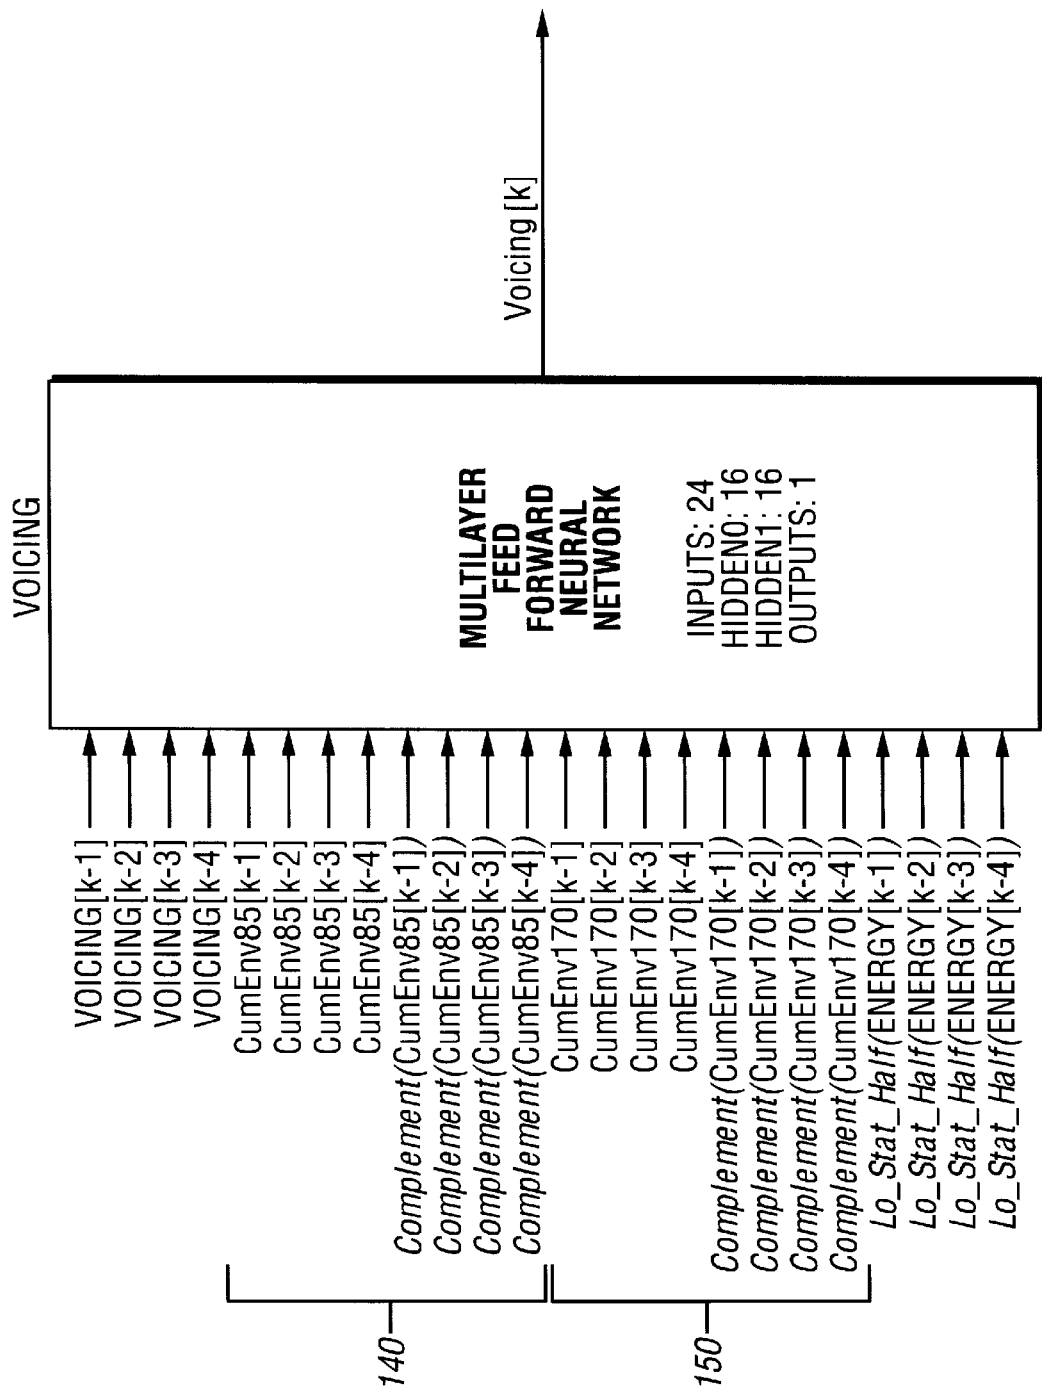 VOICING
VOICING[k-1]
VOICING[k-2]
VOICING[k-3]
VOICING[k-4]
CumEnv85[k-1]
CumEnv85[k-2]
CumEnv85[k-3]
CumEnv85[k-4]
Complement(CumEnv85[k-1])
Complement(CumEnv85[k-2])
Complement(CumEnv85[k-3])
Complement(CumEnv85[k-4])
140
CumEnv170[k-1]
CumEnv170[k-2]
CumEnv170[k-3]
CumEnv170[k-4]
Complement(CumEnv170[k-1])
Complement(CumEnv170[k-2])
Complement(CumEnv170[k-3])
Complement(CumEnv170[k-4])
150
Lo_Stat_Half(ENERGY[k-1])
Lo_Stat_Half(ENERGY[k-2])
Lo_Stat_Half(ENERGY[k-3])
Lo_Stat_Half(ENERGY[k-4])
MULTILAYER
FEED
FORWARD
NEURAL
NETWORK
INPUTS: 24
HIDDEN0: 16
HIDDEN1: 16
OUTPUTS: 1
Voicing [k]